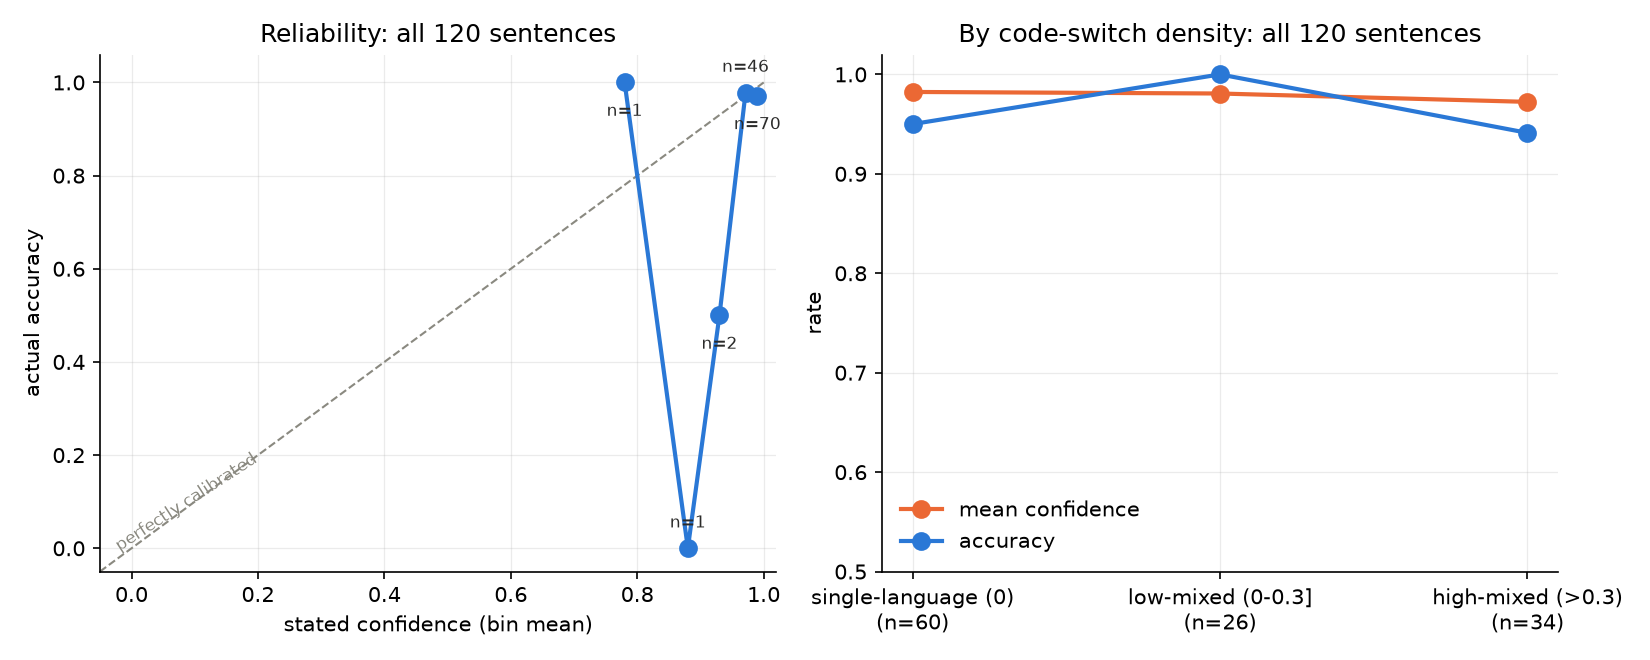 Reliability: all 120 sentences
n=46
n=1
n=70
n=2
n=1
perfectly calibrated
actual accuracy
1.0
0.8
0.6
0.4
0.2
0.0
0.0 0.2 0.4 0.6 0.8 1.0
stated confidence (bin mean)
By code-switch density: all 120 sentences
rate
1.0
0.9
0.8
0.7
0.6
0.5
mean confidence
accuracy
single-language (0) low-mixed (0-0.3] high-mixed (>0.3)
(n=60) (n=26) (n=34)